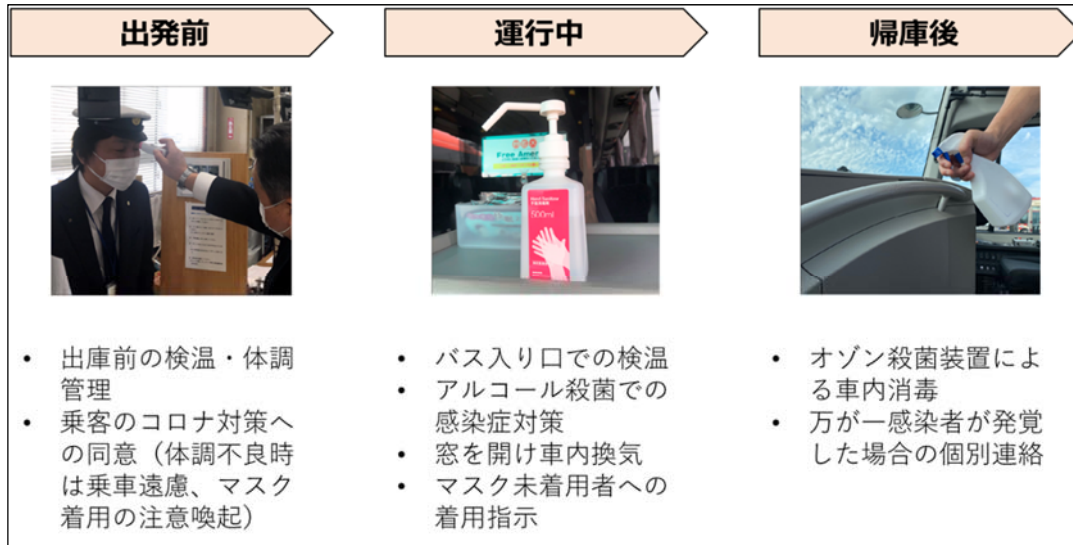 出発前
運行中
帰庫後
Free Amer
500ml
• 出庫前の検温・体調
管理
• 乗客のコロナ対策へ
の同意（体調不良時
は乗車遠慮、マスク
着用の注意喚起）
• バス入り口での検温
• アルコール殺菌での
感染症対策
• 窓を開け車内換気
• マスク未着用者への
着用指示
• オゾン殺菌装置によ
る車内消毒
• 万が一感染者が発覚
した場合の個別連絡